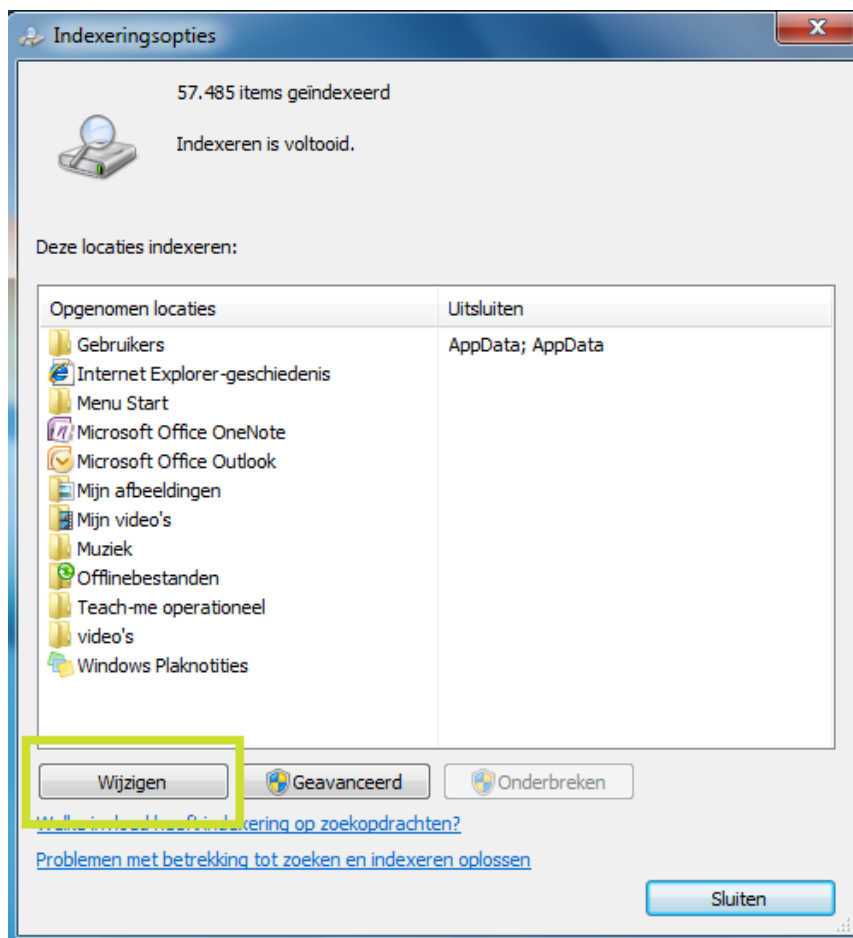 Indexeringsopties
57.485 items geïndexeerd
Indexeren is voltooid.
Deze locaties indexeren:
Opgenomen locaties Uitsluiten
Gebruikers AppData; AppData
Internet Explorer-geschiedenis
Menu Start
Microsoft Office OneNote
Microsoft Office Outlook
Mijn afbeeldingen
Mijn video's
Muziek
Offlinebestanden
Teach-me operationeel
video's
Windows Plaknotities
Wijzigen Geavanceerd Onderbreken
op zoekopdrachten?
Problemen met betrekking tot zoeken en indexeren oplossen
Sluiten